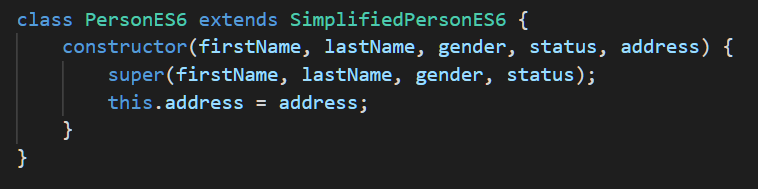 class PersonES6 extends SimplifiedPersonES6 {
    constructor(firstName, lastName, gender, status, address) {
        super(firstName, lastName, gender, status);
        this.address = address;
    }
}